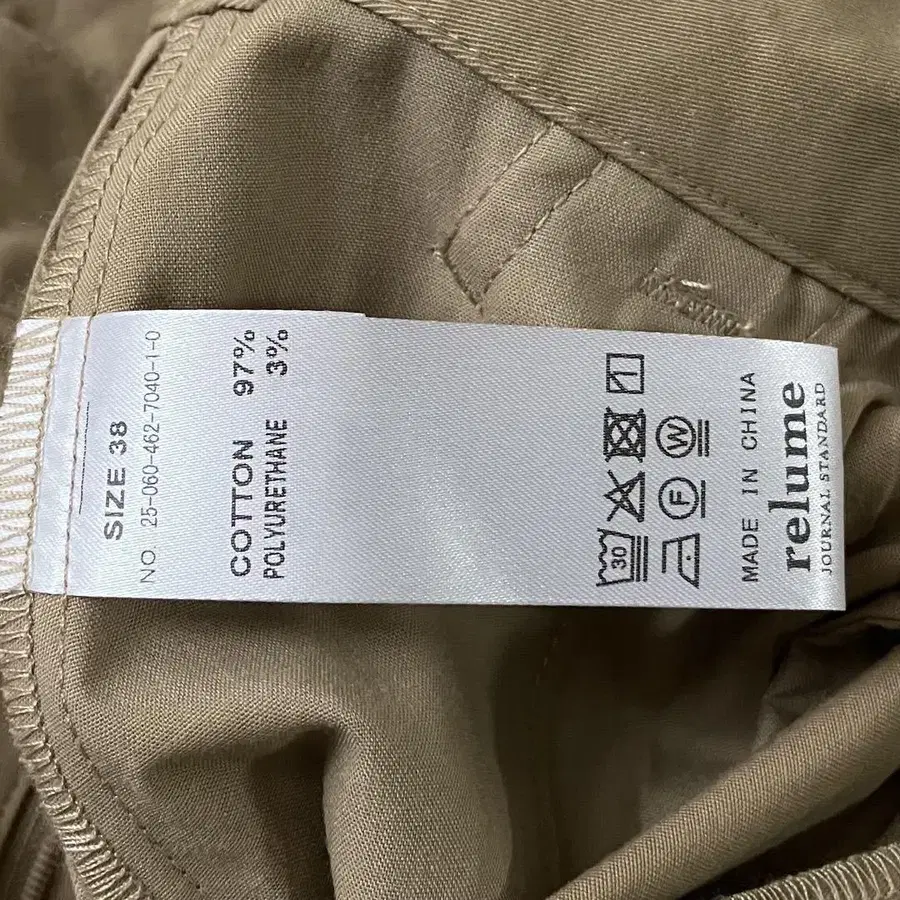 SIZE 38
NO. 25-060-462-7040-1-0
COTTON 97%
POLYURETHANE 3%
30
F
W
MADE IN CHINA
relume
JOURNAL STANDARD